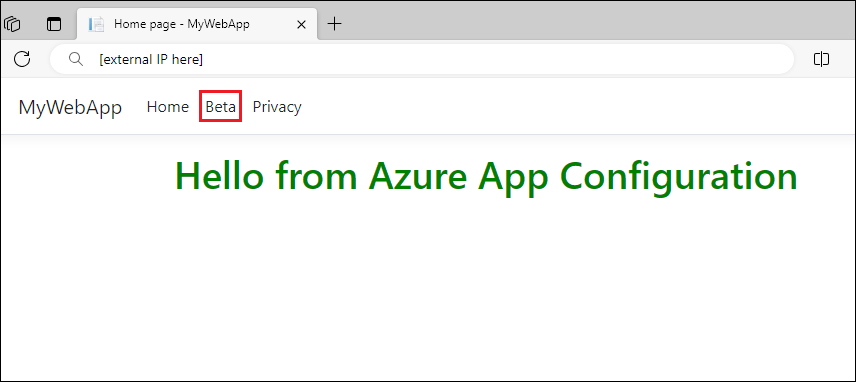 Home page - MyWebApp
[external IP here]
MyWebApp Home Beta Privacy
Hello from Azure App Configuration